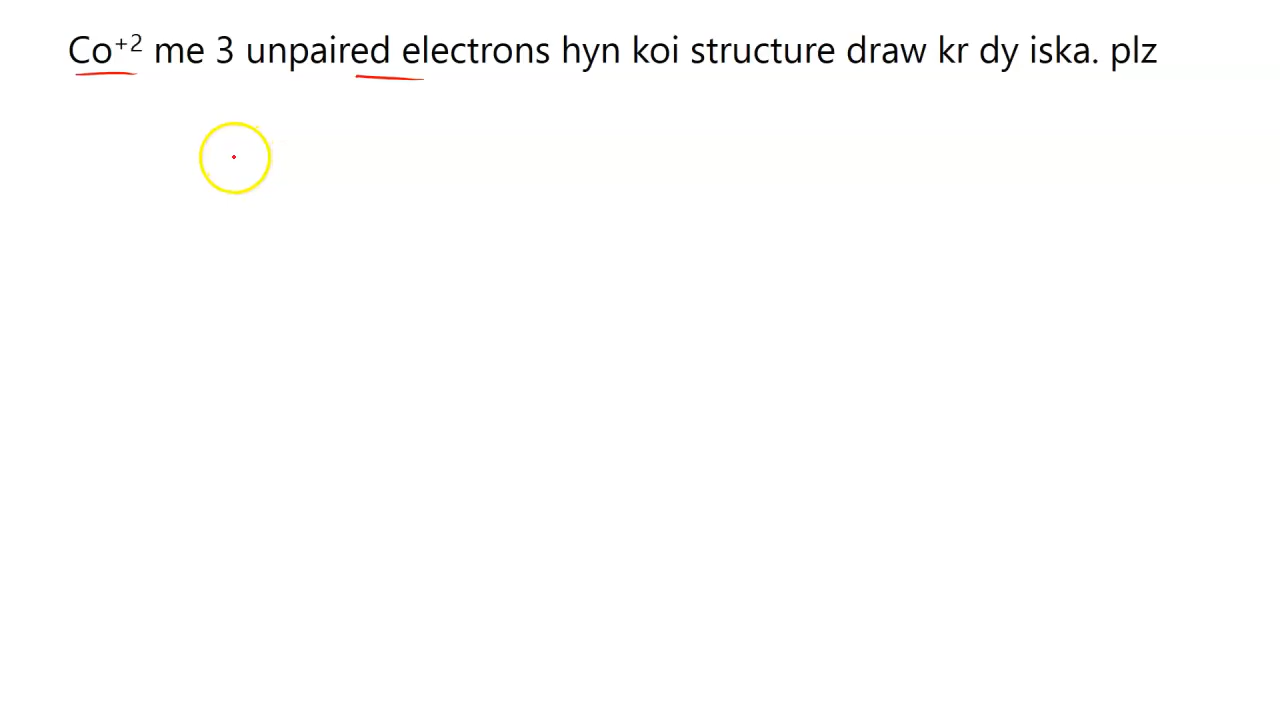 Co⁺² me 3 unpaired electrons hyn koi structure draw kr dy iska. plz